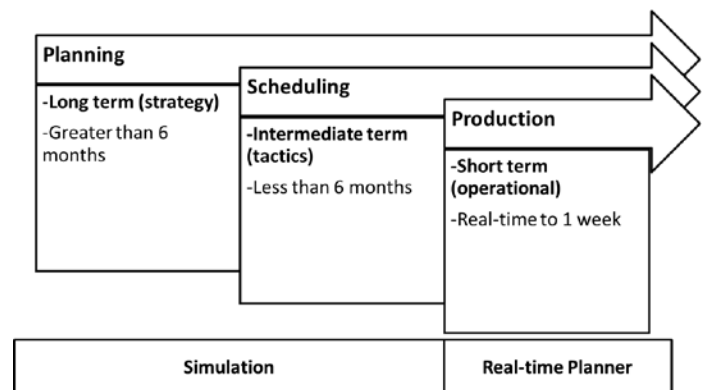 Planning
-Long term (strategy)
-Greater than 6
months
Scheduling
-Intermediate term
(tactics)
-Less than 6 months
Production
-Short term
(operational)
-Real-time to 1 week
Simulation
Real-time Planner